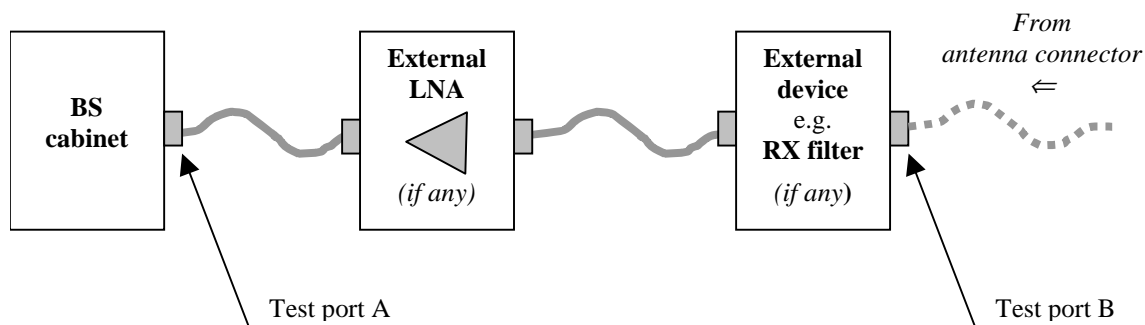 BS
cabinet
External
LNA
(if any)
External
device
e.g.
RX filter
(if any)
From
antenna connector
⇐
Test port A
Test port B